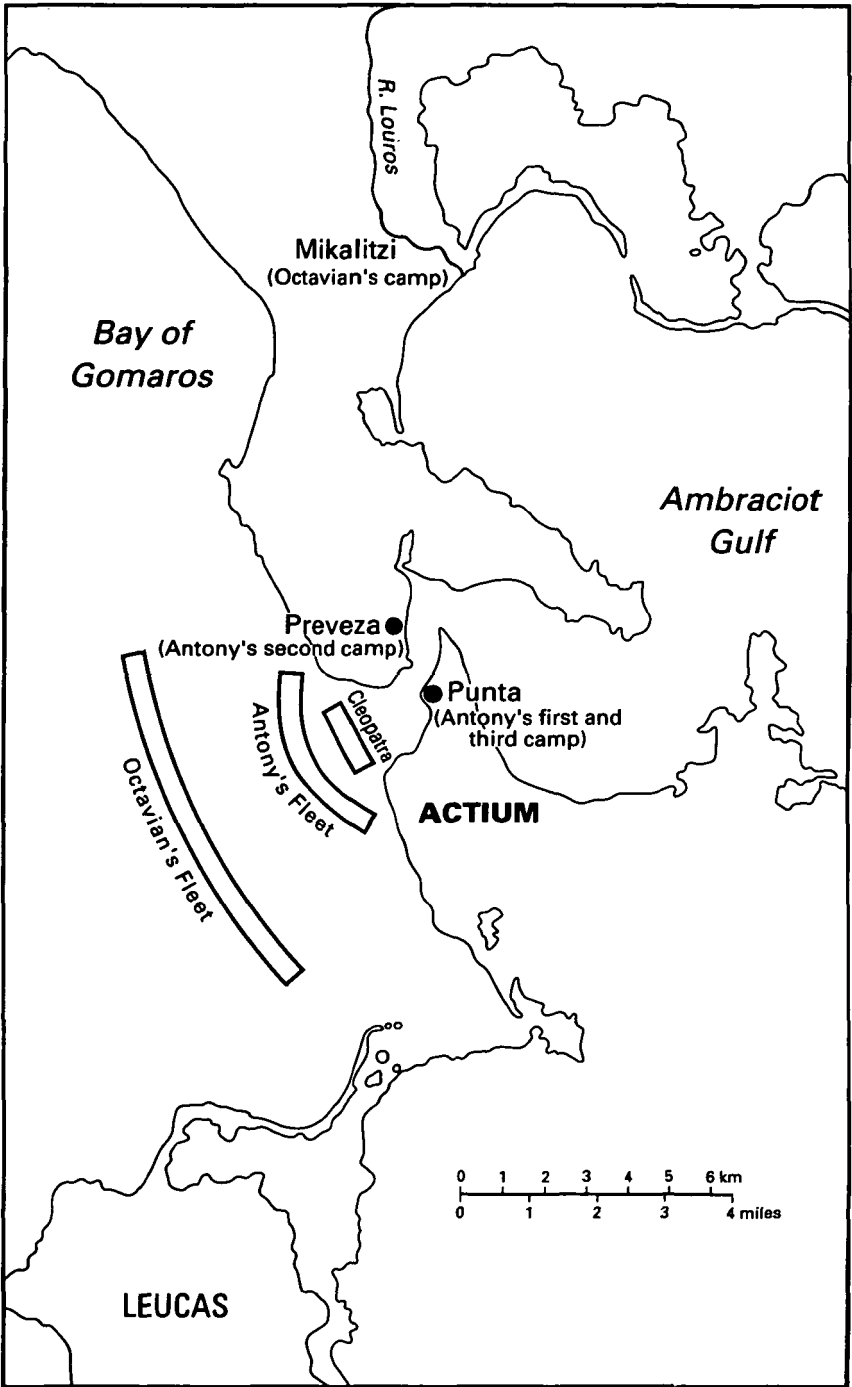 R. Louros
Mikalitzi
(Octavian's camp)
Bay of
Gomaros
Ambraciot
Gulf
Preveza
(Antony's second camp)
Punta
(Antony's first and
third camp)
Cleopatra
Antony's Fleet
Octavian's Fleet
ACTIUM
0 1 2 3 4 5 6 km
0 1 2 3 4 miles
LEUCAS